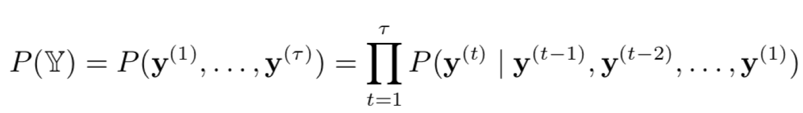 P(𝕐) = P(𝐲^{(1)}, . . . , 𝐲^{(τ)}) = ∏_{t=1}^{τ} P(𝐲^{(t)} | 𝐲^{(t−1)}, 𝐲^{(t−2)}, . . . , 𝐲^{(1)})